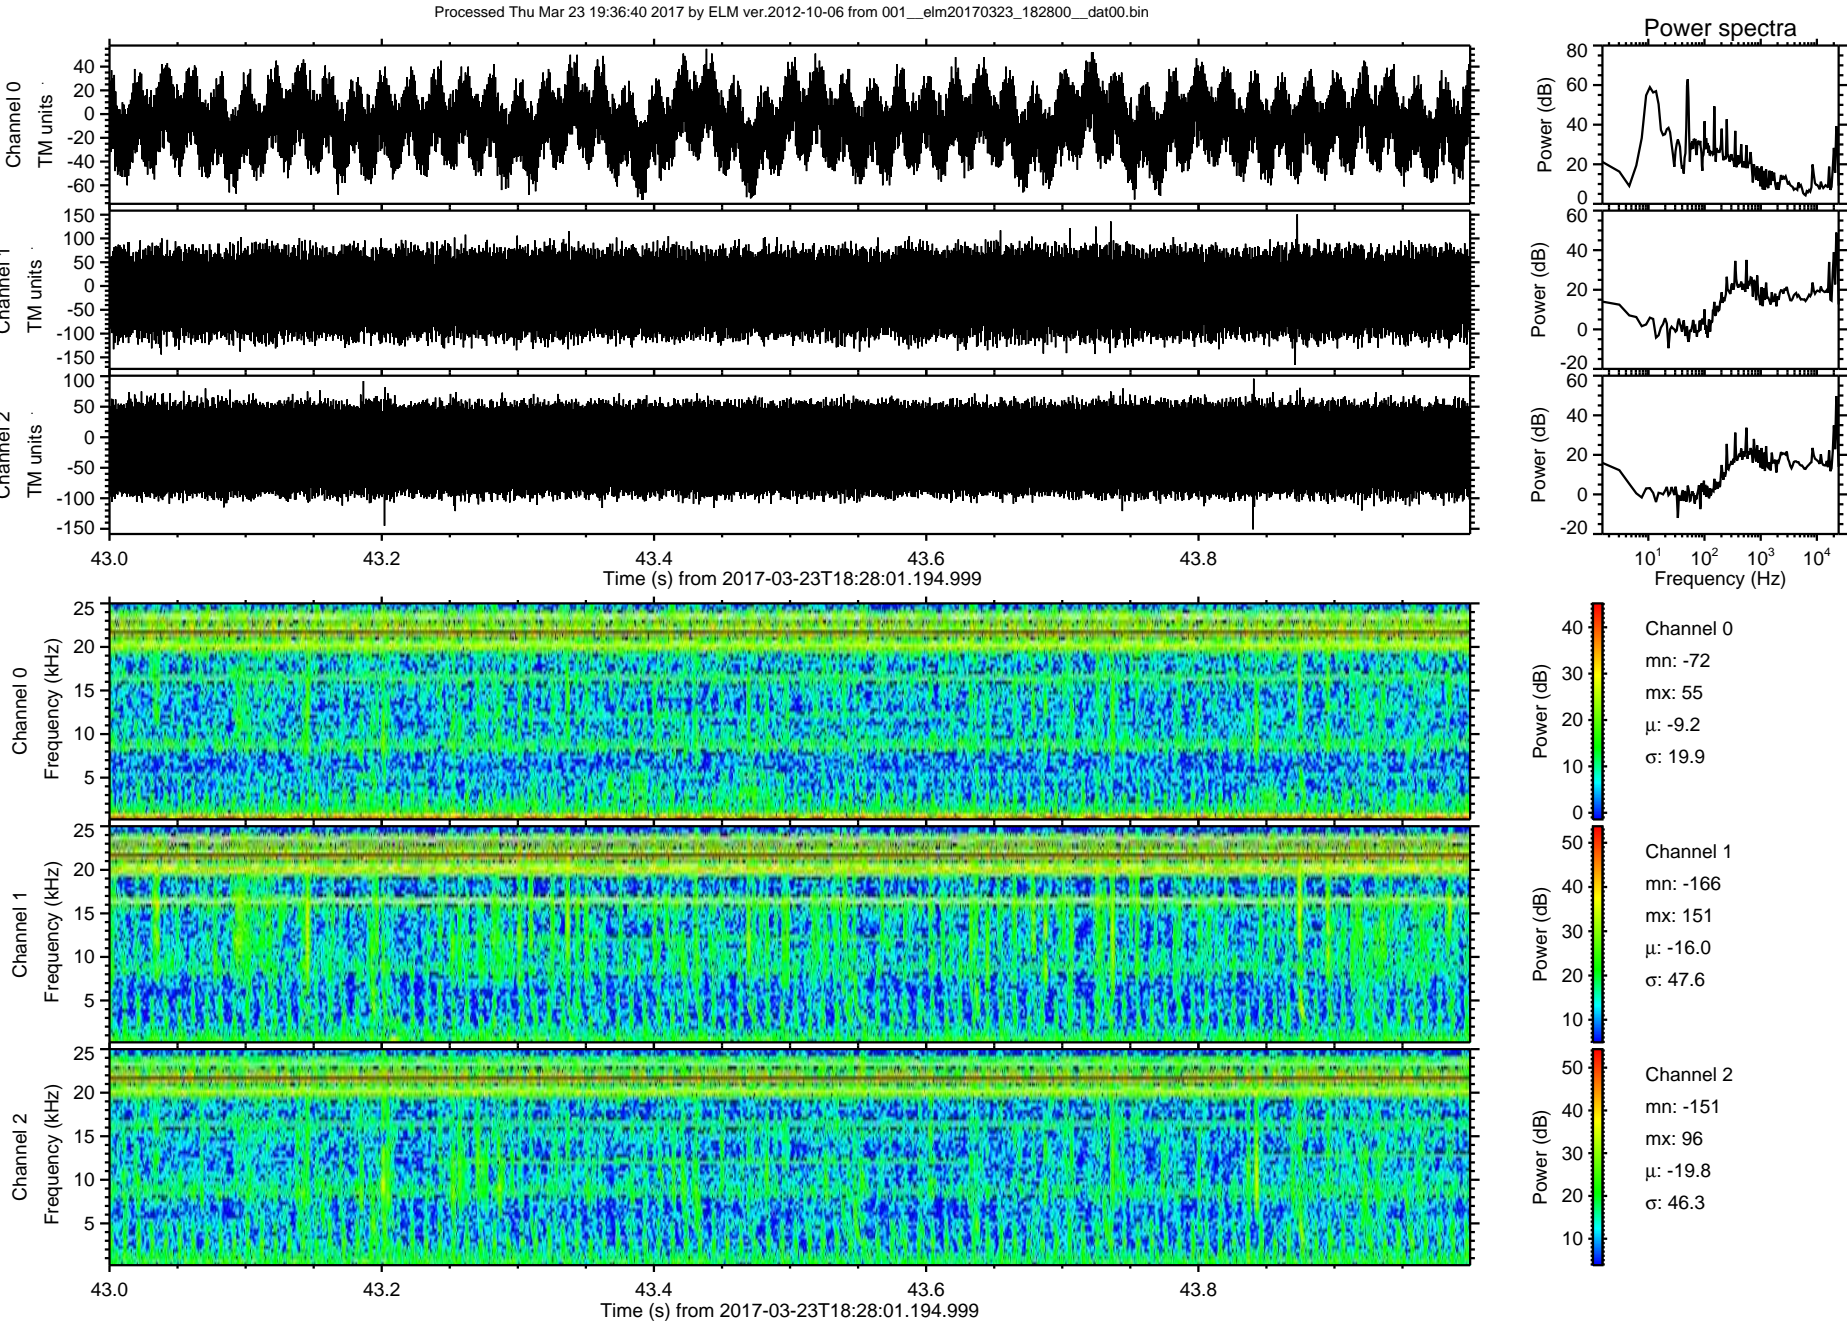 Processed Thu Mar 23 19:36:40 2017 by ELM ver.2012-10-06 from 001__elm20170323_182800__dat00.bin
Power spectra
Channel 0
TM units
40
20
0
-20
-40
-60
Power (dB)
80
60
40
20
0
Channel 1
TM units
150
100
50
0
-50
-100
-150
Power (dB)
60
40
20
0
-20
Channel 2
TM units
100
50
0
-50
-100
-150
Power (dB)
60
40
20
0
-20
43.0 43.2 43.4 43.6 43.8
Time (s) from 2017-03-23T18:28:01.194.999
10¹ 10² 10³ 10⁴
Frequency (Hz)
Channel 0
Frequency (kHz)
25
20
15
10
5
Power (dB)
40
30
20
10
0
Channel 0
mn: -72
mx: 55
μ: -9.2
σ: 19.9
Channel 1
Frequency (kHz)
25
20
15
10
5
Power (dB)
50
40
30
20
10
Channel 1
mn: -166
mx: 151
μ: -16.0
σ: 47.6
Channel 2
Frequency (kHz)
25
20
15
10
5
Power (dB)
50
40
30
20
10
Channel 2
mn: -151
mx: 96
μ: -19.8
σ: 46.3
43.0 43.2 43.4 43.6 43.8
Time (s) from 2017-03-23T18:28:01.194.999